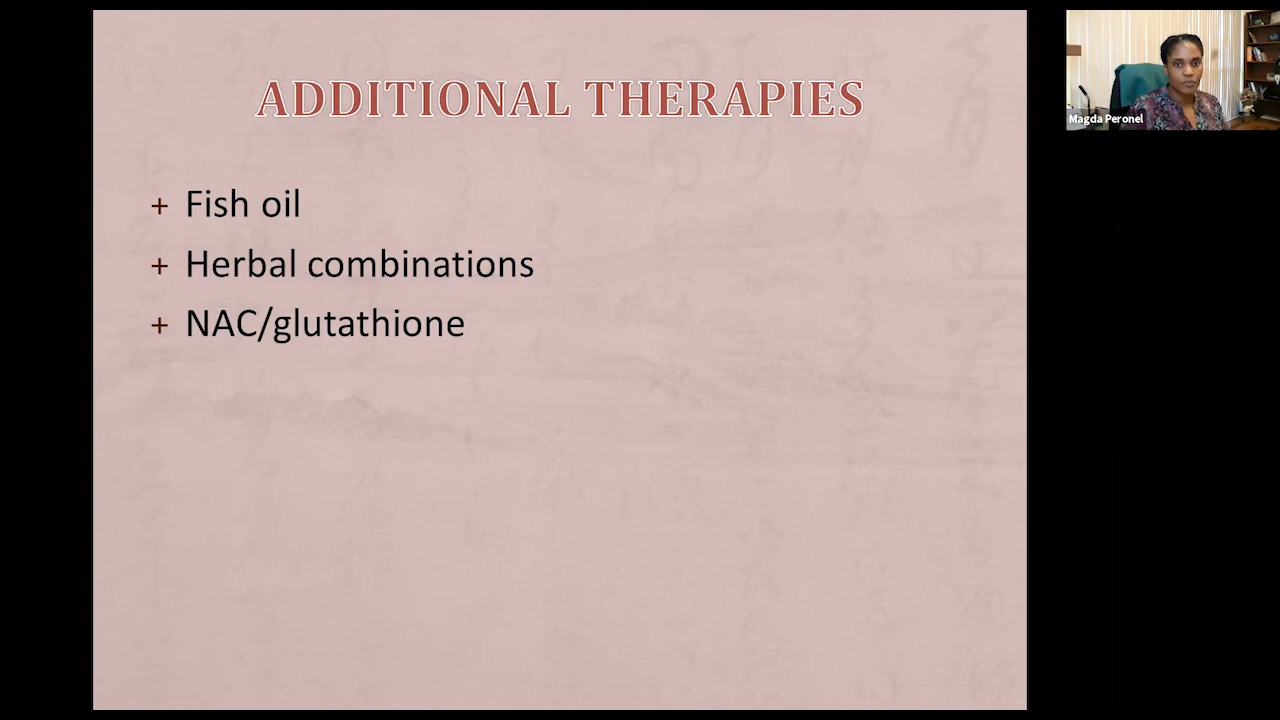 ADDITIONAL THERAPIES
+ Fish oil
+ Herbal combinations
+ NAC/glutathione
Magda Peronel